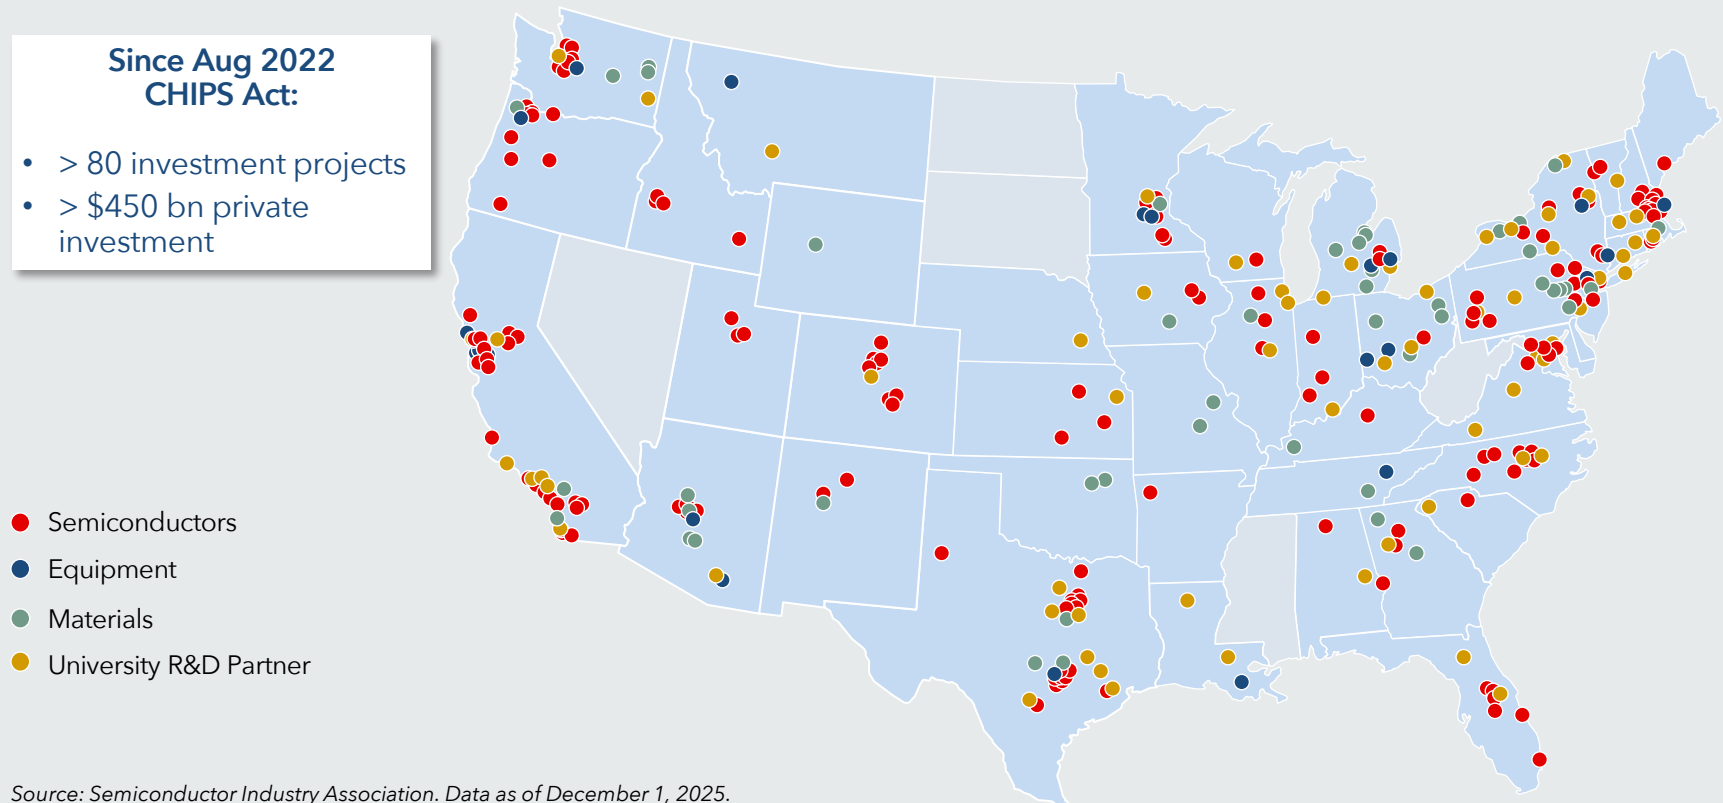 Since Aug 2022
CHIPS Act:
• > 80 investment projects
• > $450 bn private
investment
Semiconductors
Equipment
Materials
University R&D Partner
Source: Semiconductor Industry Association. Data as of December 1, 2025.